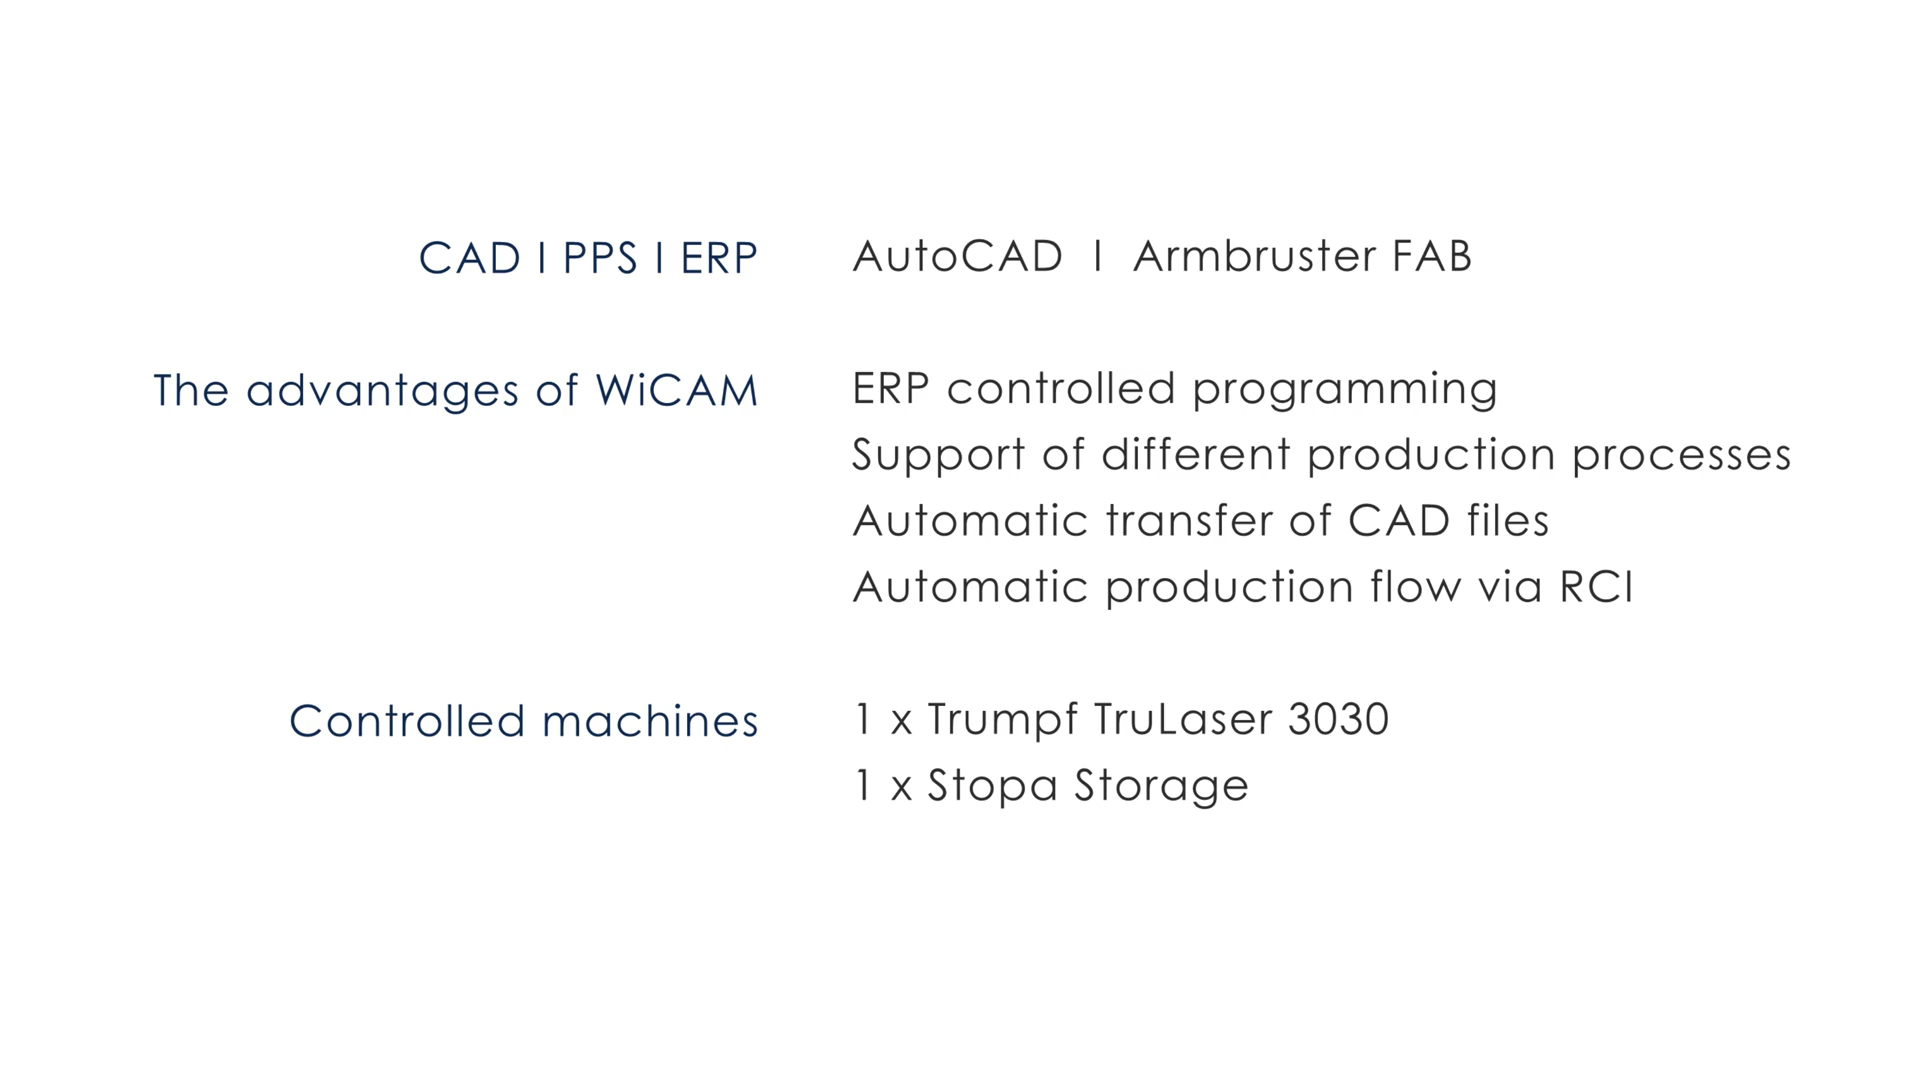 CAD I PPS I ERP AutoCAD I Armbruster FAB
The advantages of WiCAM ERP controlled programming
Support of different production processes
Automatic transfer of CAD files
Automatic production flow via RCI
Controlled machines 1 x Trumpf TruLaser 3030
1 x Stopa Storage